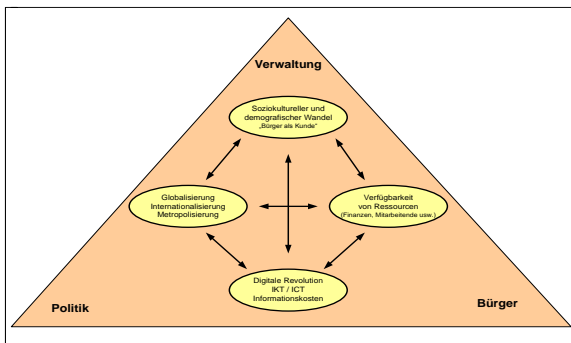 Verwaltung
Soziokultureller und
demografischer Wandel
„Bürger als Kunde“
Globalisierung
Internationalisierung
Metropolisierung
Verfügbarkeit
von Ressourcen
(Finanzen, Mitarbeitende usw.)
Digitale Revolution
IKT / ICT
Informationskosten
Politik
Bürger